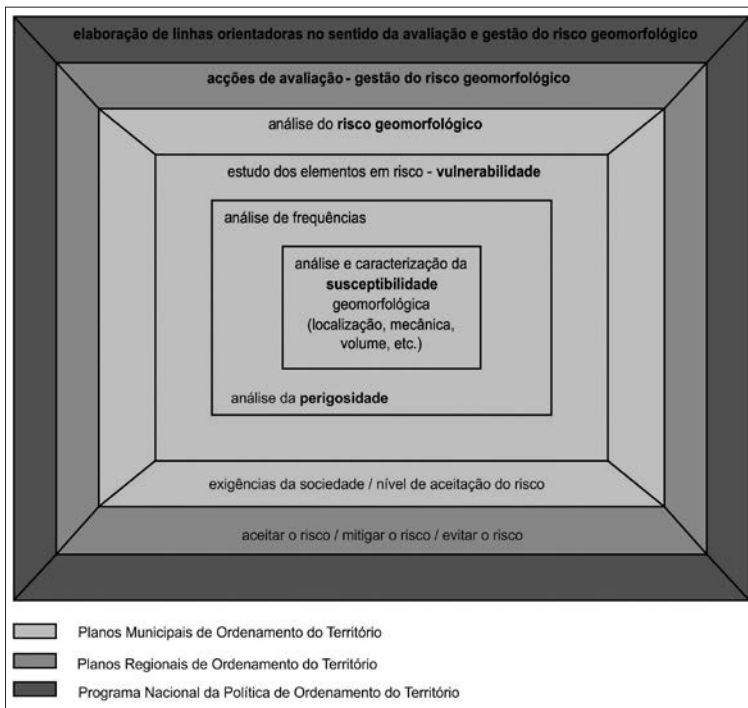 elaboração de linhas orientadoras no sentido da avaliação e gestão do risco geomorfológico
acções de avaliação - gestão do risco geomorfológico
análise do risco geomorfológico
estudo dos elementos em risco - vulnerabilidade
análise de frequências
análise e caracterização da
susceptibilidade
geomorfológica
(localização, mecânica,
volume, etc.)
análise da perigosidade
exigências da sociedade / nível de aceitação do risco
aceitar o risco / mitigar o risco / evitar o risco
Planos Municipais de Ordenamento do Território
Planos Regionais de Ordenamento do Território
Programa Nacional da Política de Ordenamento do Território